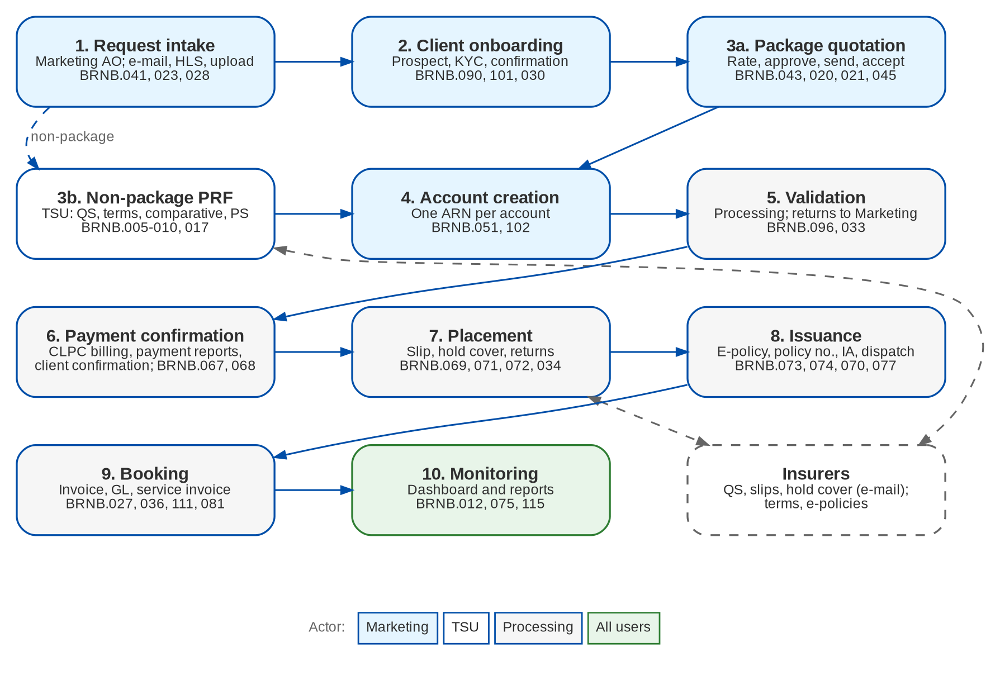 1. Request intake
Marketing AO; e-mail, HLS, upload
BRNB.041, 023, 028
2. Client onboarding
Prospect, KYC, confirmation
BRNB.090, 101, 030
3a. Package quotation
Rate, approve, send, accept
BRNB.043, 020, 021, 045
non-package
3b. Non-package PRF
TSU: QS, terms, comparative, PS
BRNB.005-010, 017
4. Account creation
One ARN per account
BRNB.051, 102
5. Validation
Processing; returns to Marketing
BRNB.096, 033
6. Payment confirmation
CLPC billing, payment reports,
client confirmation; BRNB.067, 068
7. Placement
Slip, hold cover, returns
BRNB.069, 071, 072, 034
8. Issuance
E-policy, policy no., IA, dispatch
BRNB.073, 074, 070, 077
9. Booking
Invoice, GL, service invoice
BRNB.027, 036, 111, 081
10. Monitoring
Dashboard and reports
BRNB.012, 075, 115
Insurers
QS, slips, hold cover (e-mail);
terms, e-policies
Actor:
Marketing
TSU
Processing
All users